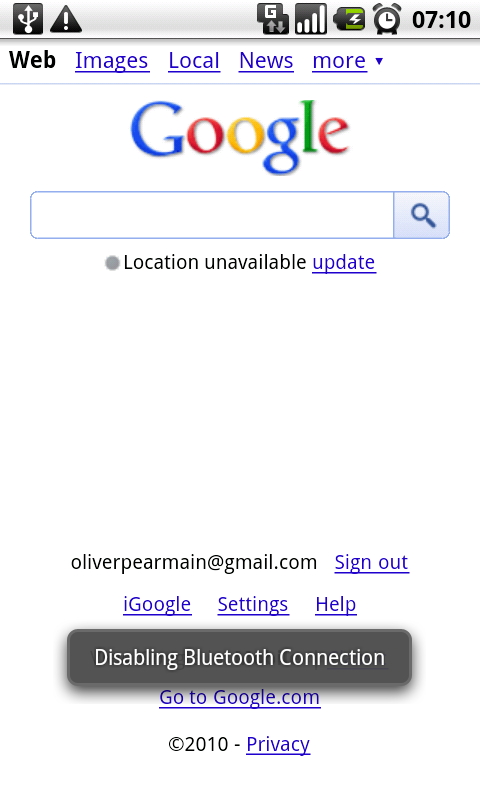 G 07:10
Web Images Local News more ▼
Google
Location unavailable update
oliverpearmain@gmail.com Sign out
iGoogle Settings Help
Disabling Bluetooth Connection
Go to Google.com
©2010 - Privacy